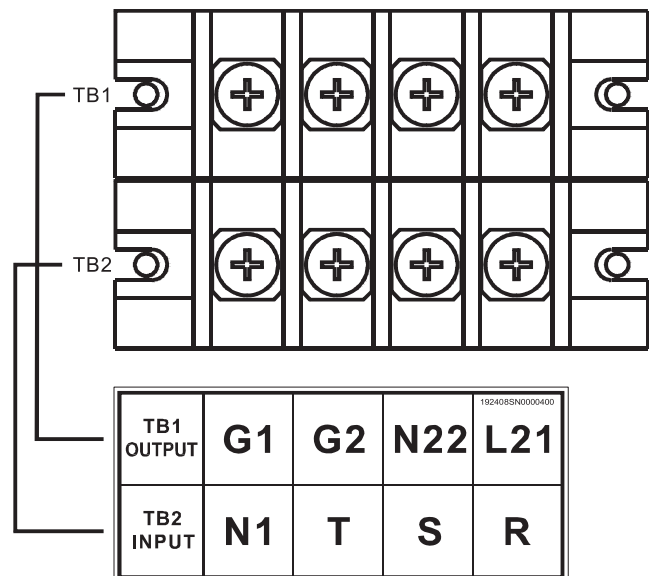 TB1
TB2
192408SN0000400
TB1 OUTPUT G1 G2 N22 L21
TB2 INPUT N1 T S R